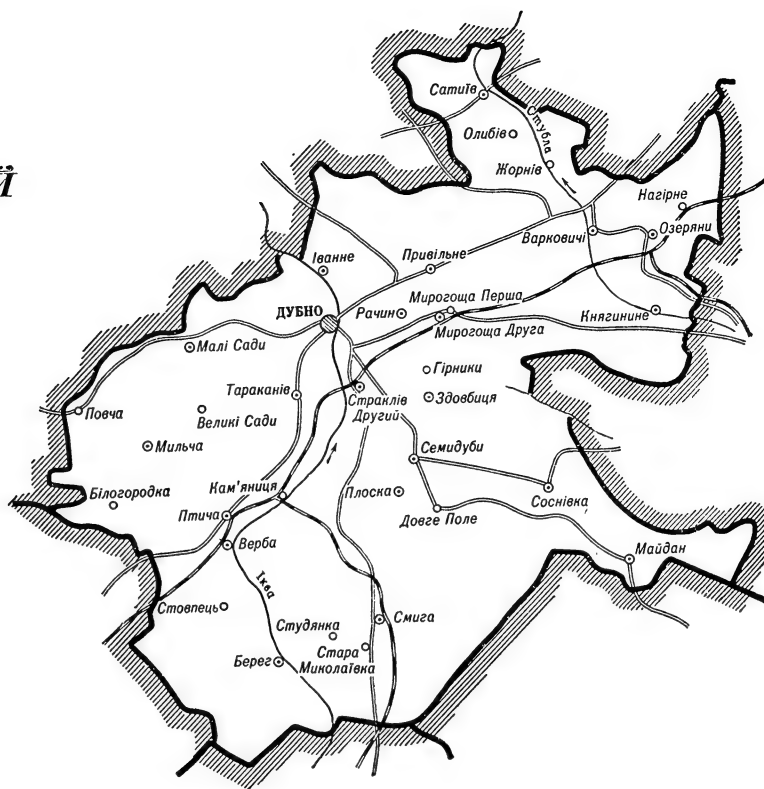 Й
Сатиїв
Олибів
Стубла
Жорнів
Нагірне
Варковичі
Озеряни
Іванне
Привільне
ДУБНО
Рачин
Мирогоща Перша
Мирогоща Друга
Княгинине
Малі Сади
Гірники
Тараканів
Страклів
Другий
Здовбиця
Повча
Великі Сади
Мильча
Семидуби
Білогородка
Кам'яниця
Плоска
Соснівка
Птича
Довге Поле
Верба
Майдан
Іква
Стовпець
Студянка
Смига
Стара
Миколаївка
Берег